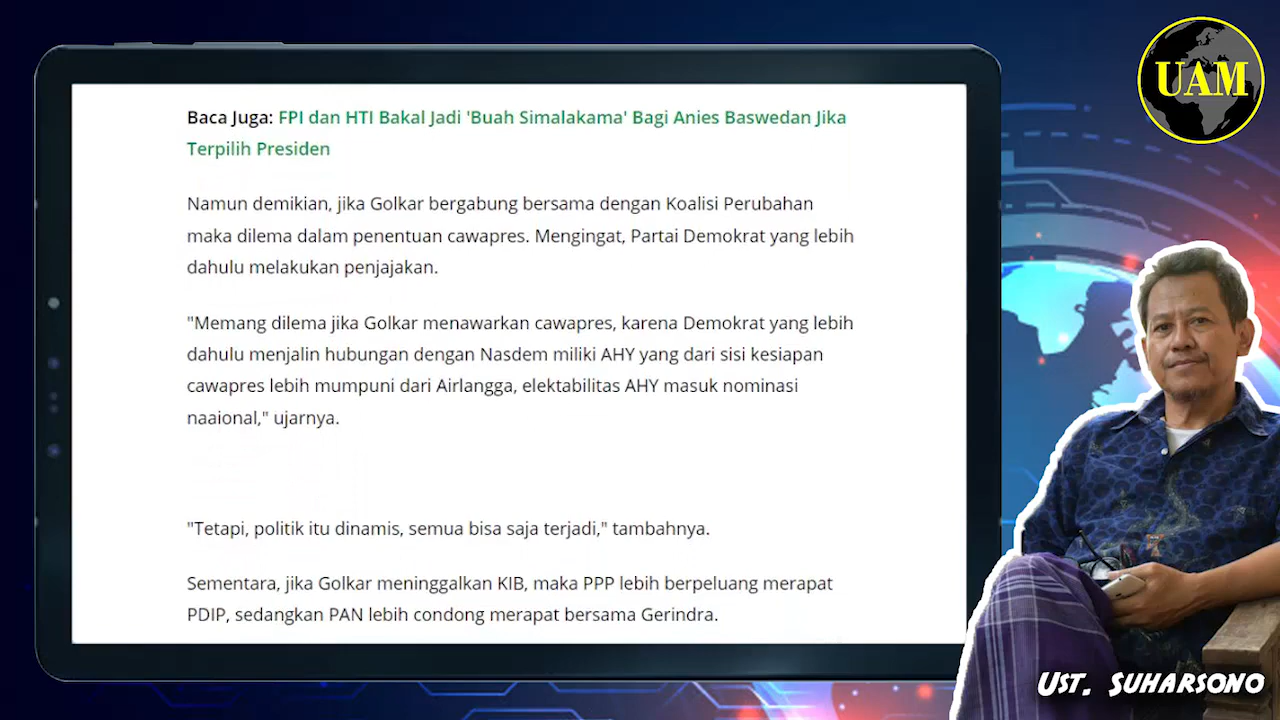 Baca Juga: FPI dan HTI Bakal Jadi 'Buah Simalakama' Bagi Anies Baswedan Jika
Terpilih Presiden
Namun demikian, jika Golkar bergabung bersama dengan Koalisi Perubahan
maka dilema dalam penentuan cawapres. Mengingat, Partai Demokrat yang lebih
dahulu melakukan penjajakan.
"Memang dilema jika Golkar menawarkan cawapres, karena Demokrat yang lebih
dahulu menjalin hubungan dengan Nasdem miliki AHY yang dari sisi kesiapan
cawapres lebih mumpuni dari Airlangga, elektabilitas AHY masuk nominasi
naaional," ujarnya.
"Tetapi, politik itu dinamis, semua bisa saja terjadi," tambahnya.
Sementara, jika Golkar meninggalkan KIB, maka PPP lebih berpeluang merapat
PDIP, sedangkan PAN lebih condong merapat bersama Gerindra.
UAM
UST. SUHARSONO